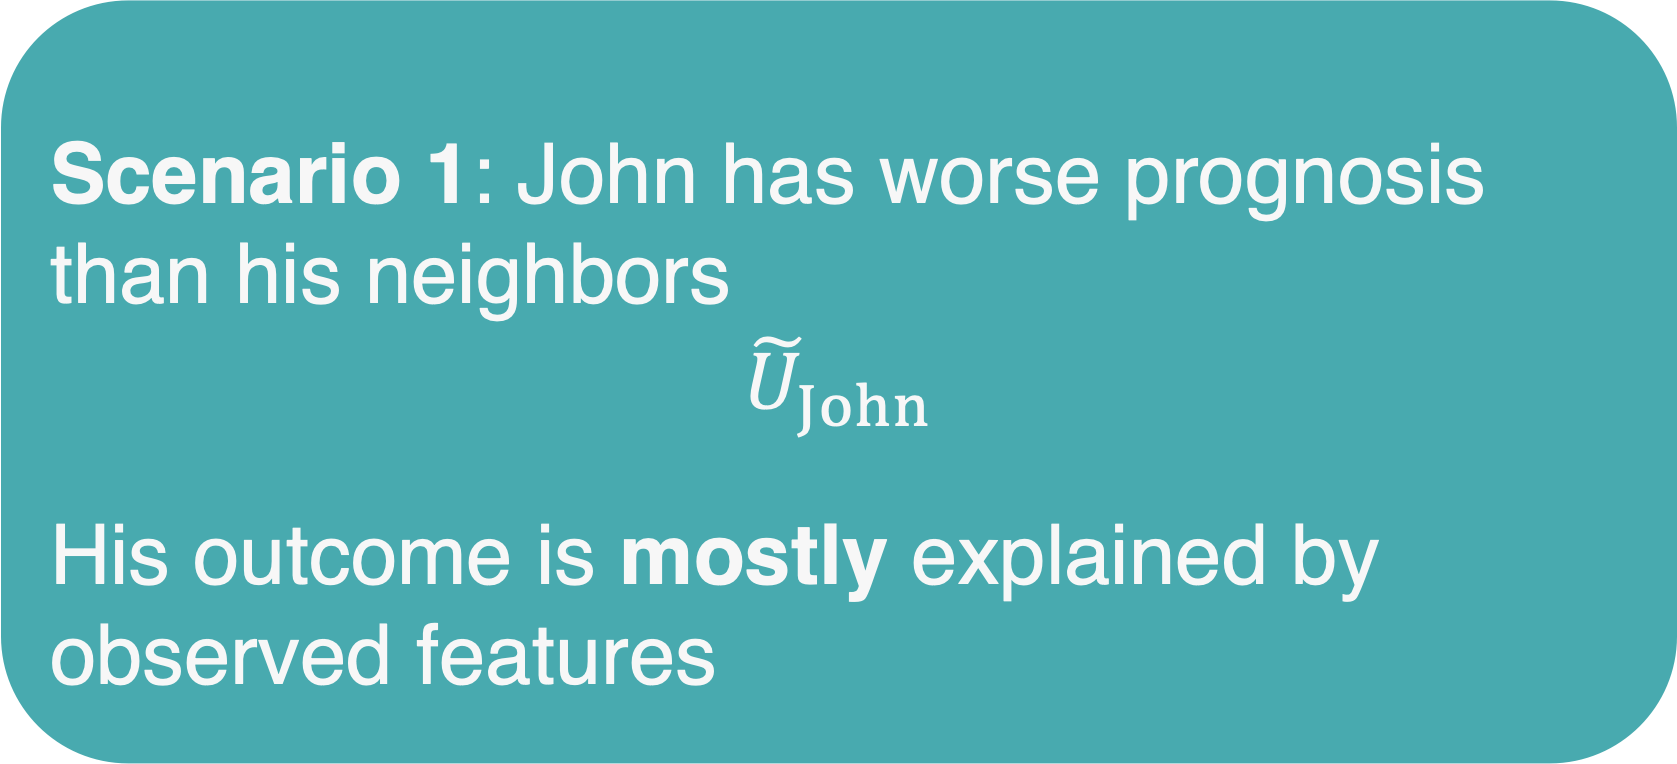 Scenario 1: John has worse prognosis
than his neighbors
Ũ_John
His outcome is mostly explained by
observed features